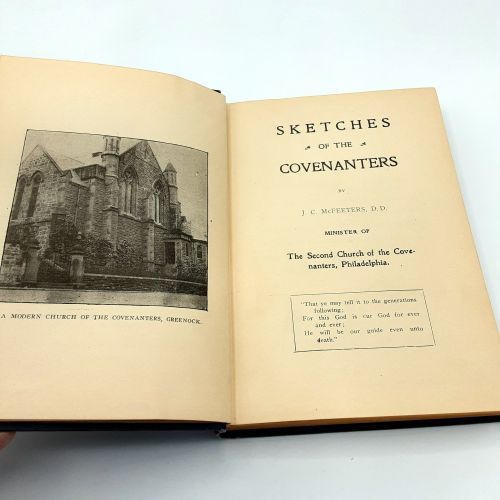 A MODERN CHURCH OF THE COVENANTERS, GREENOCK.
SKETCHES
OF THE
COVENANTERS
BY
J. C. McFEETERS, D. D.
MINISTER OF
The Second Church of the Cove-
nanters, Philadelphia.
"That ye may tell it to the generations
following;
For this God is our God for ever
and ever;
He will be our guide even unto
death."